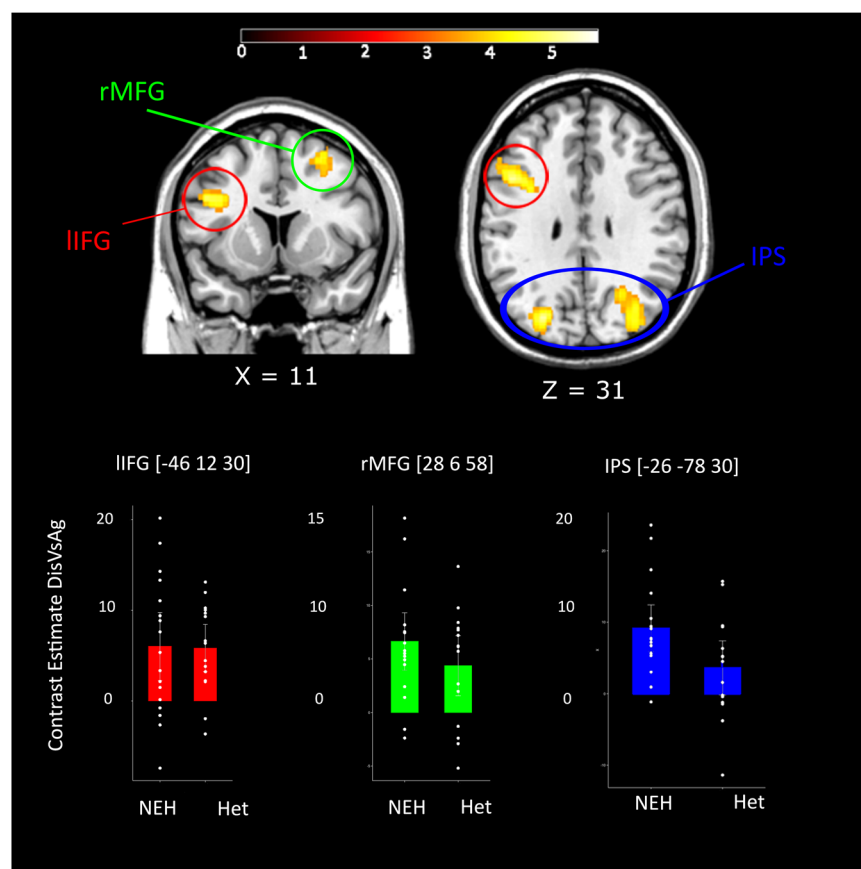 0 1 2 3 4 5
rMFG
lIFG
IPS
X = 11
Z = 31
lIFG [-46 12 30]
rMFG [28 6 58]
IPS [-26 -78 30]
Contrast Estimate DisVsAg
20
10
0
15
10
0
20
10
0
NEH Het
NEH Het
NEH Het